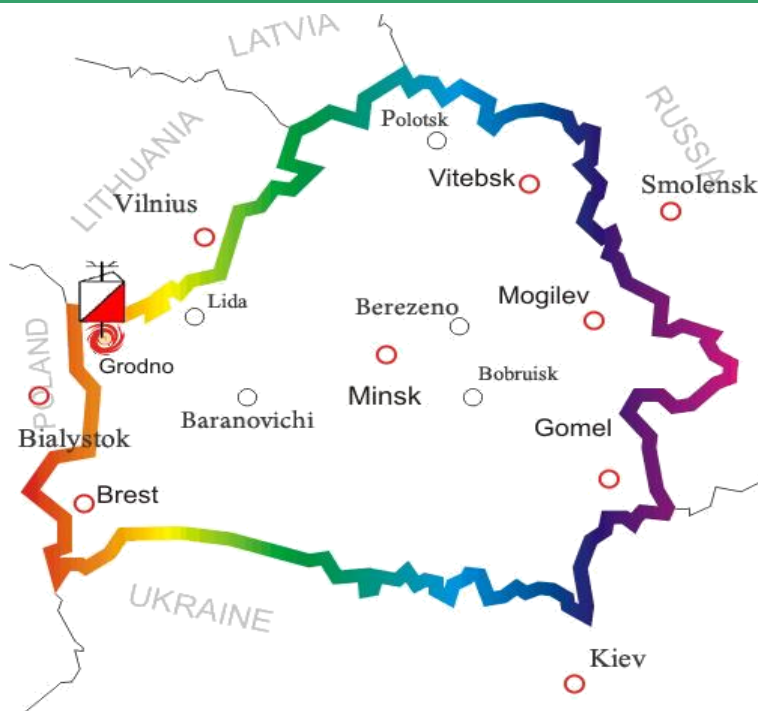 LATVIA
RUSSIA
LITHUANIA
Polotsk
Vitebsk
Smolensk
Vilnius
Lida
Berezeno
Mogilev
POLAND
Grodno
Minsk
Bobruisk
Baranovichi
Gomel
Bialystok
Brest
UKRAINE
Kiev